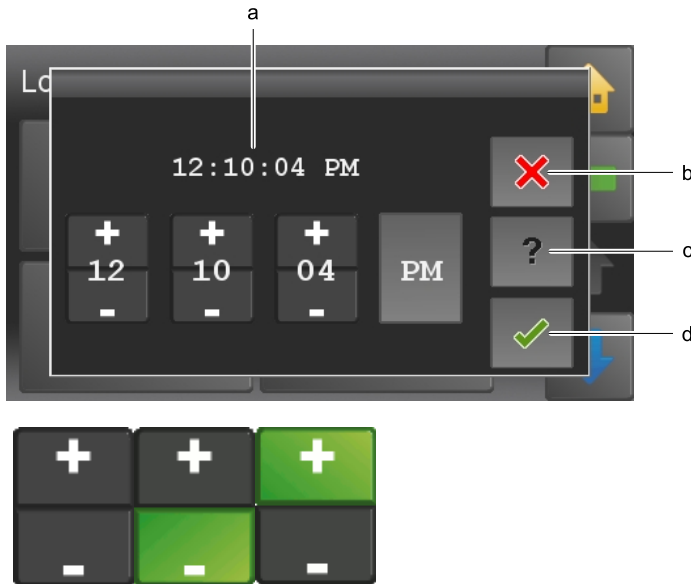 a
Lo
12:10:04 PM
b
+ + +
12 10 04 PM
- - -
?
c
d
+ + +
- - -